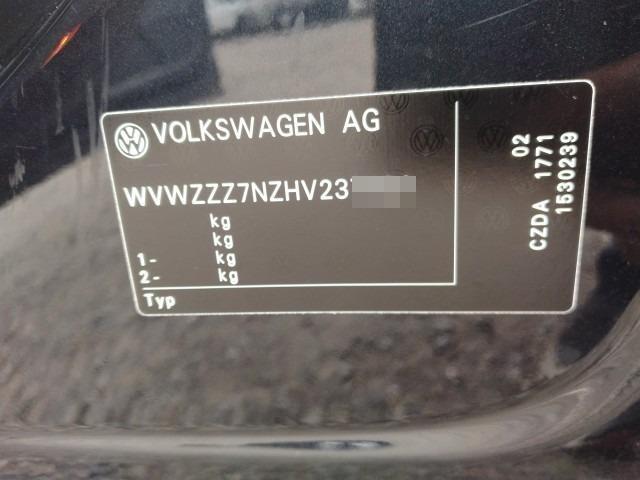 VOLKSWAGEN AG
WVWZZZ7NZHV23
kg
kg
1- kg
2- kg
Typ
02
CZDA 1771
1530239